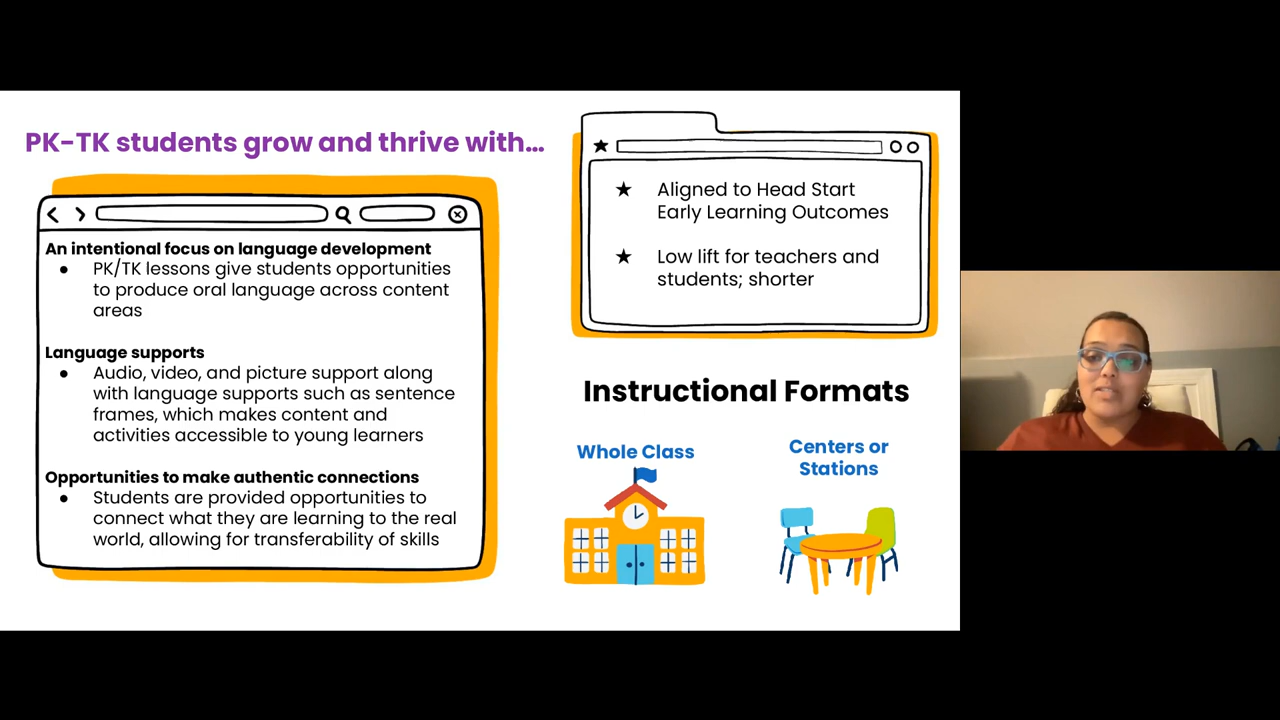 PK-TK students grow and thrive with...
An intentional focus on language development
● PK/TK lessons give students opportunities
to produce oral language across content
areas
Language supports
● Audio, video, and picture support along
with language supports such as sentence
frames, which makes content and
activities accessible to young learners
Opportunities to make authentic connections
● Students are provided opportunities to
connect what they are learning to the real
world, allowing for transferability of skills
★ Aligned to Head Start
Early Learning Outcomes
★ Low lift for teachers and
students; shorter
Instructional Formats
Whole Class
Centers or
Stations